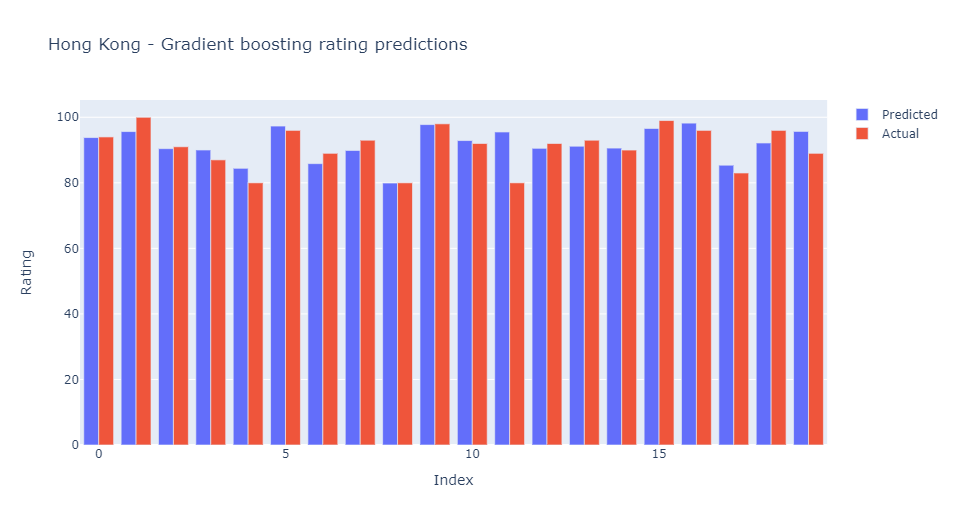 Hong Kong - Gradient boosting rating predictions
Predicted
Actual
100
80
60
40
20
0
Rating
0
5
10
15
Index